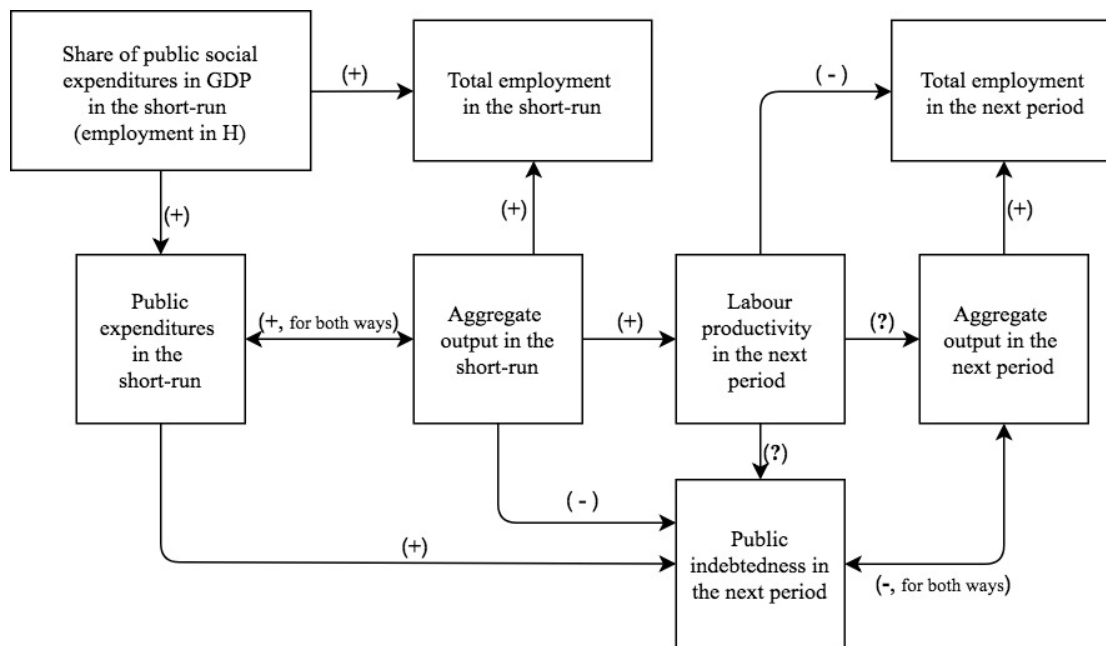 Share of public social
expenditures in GDP
in the short-run
(employment in H)
(+)
Total employment
in the short-run
(-)
Total employment
in the next period
(+)
(+)
(+)
Public
expenditures
in the
short-run
(+, for both ways)
Aggregate
output in the
short-run
(+)
Labour
productivity
in the next
period
(?)
Aggregate
output in the
next period
(?)
(-)
(+)
Public
indebtedness in
the next period
(-, for both ways)